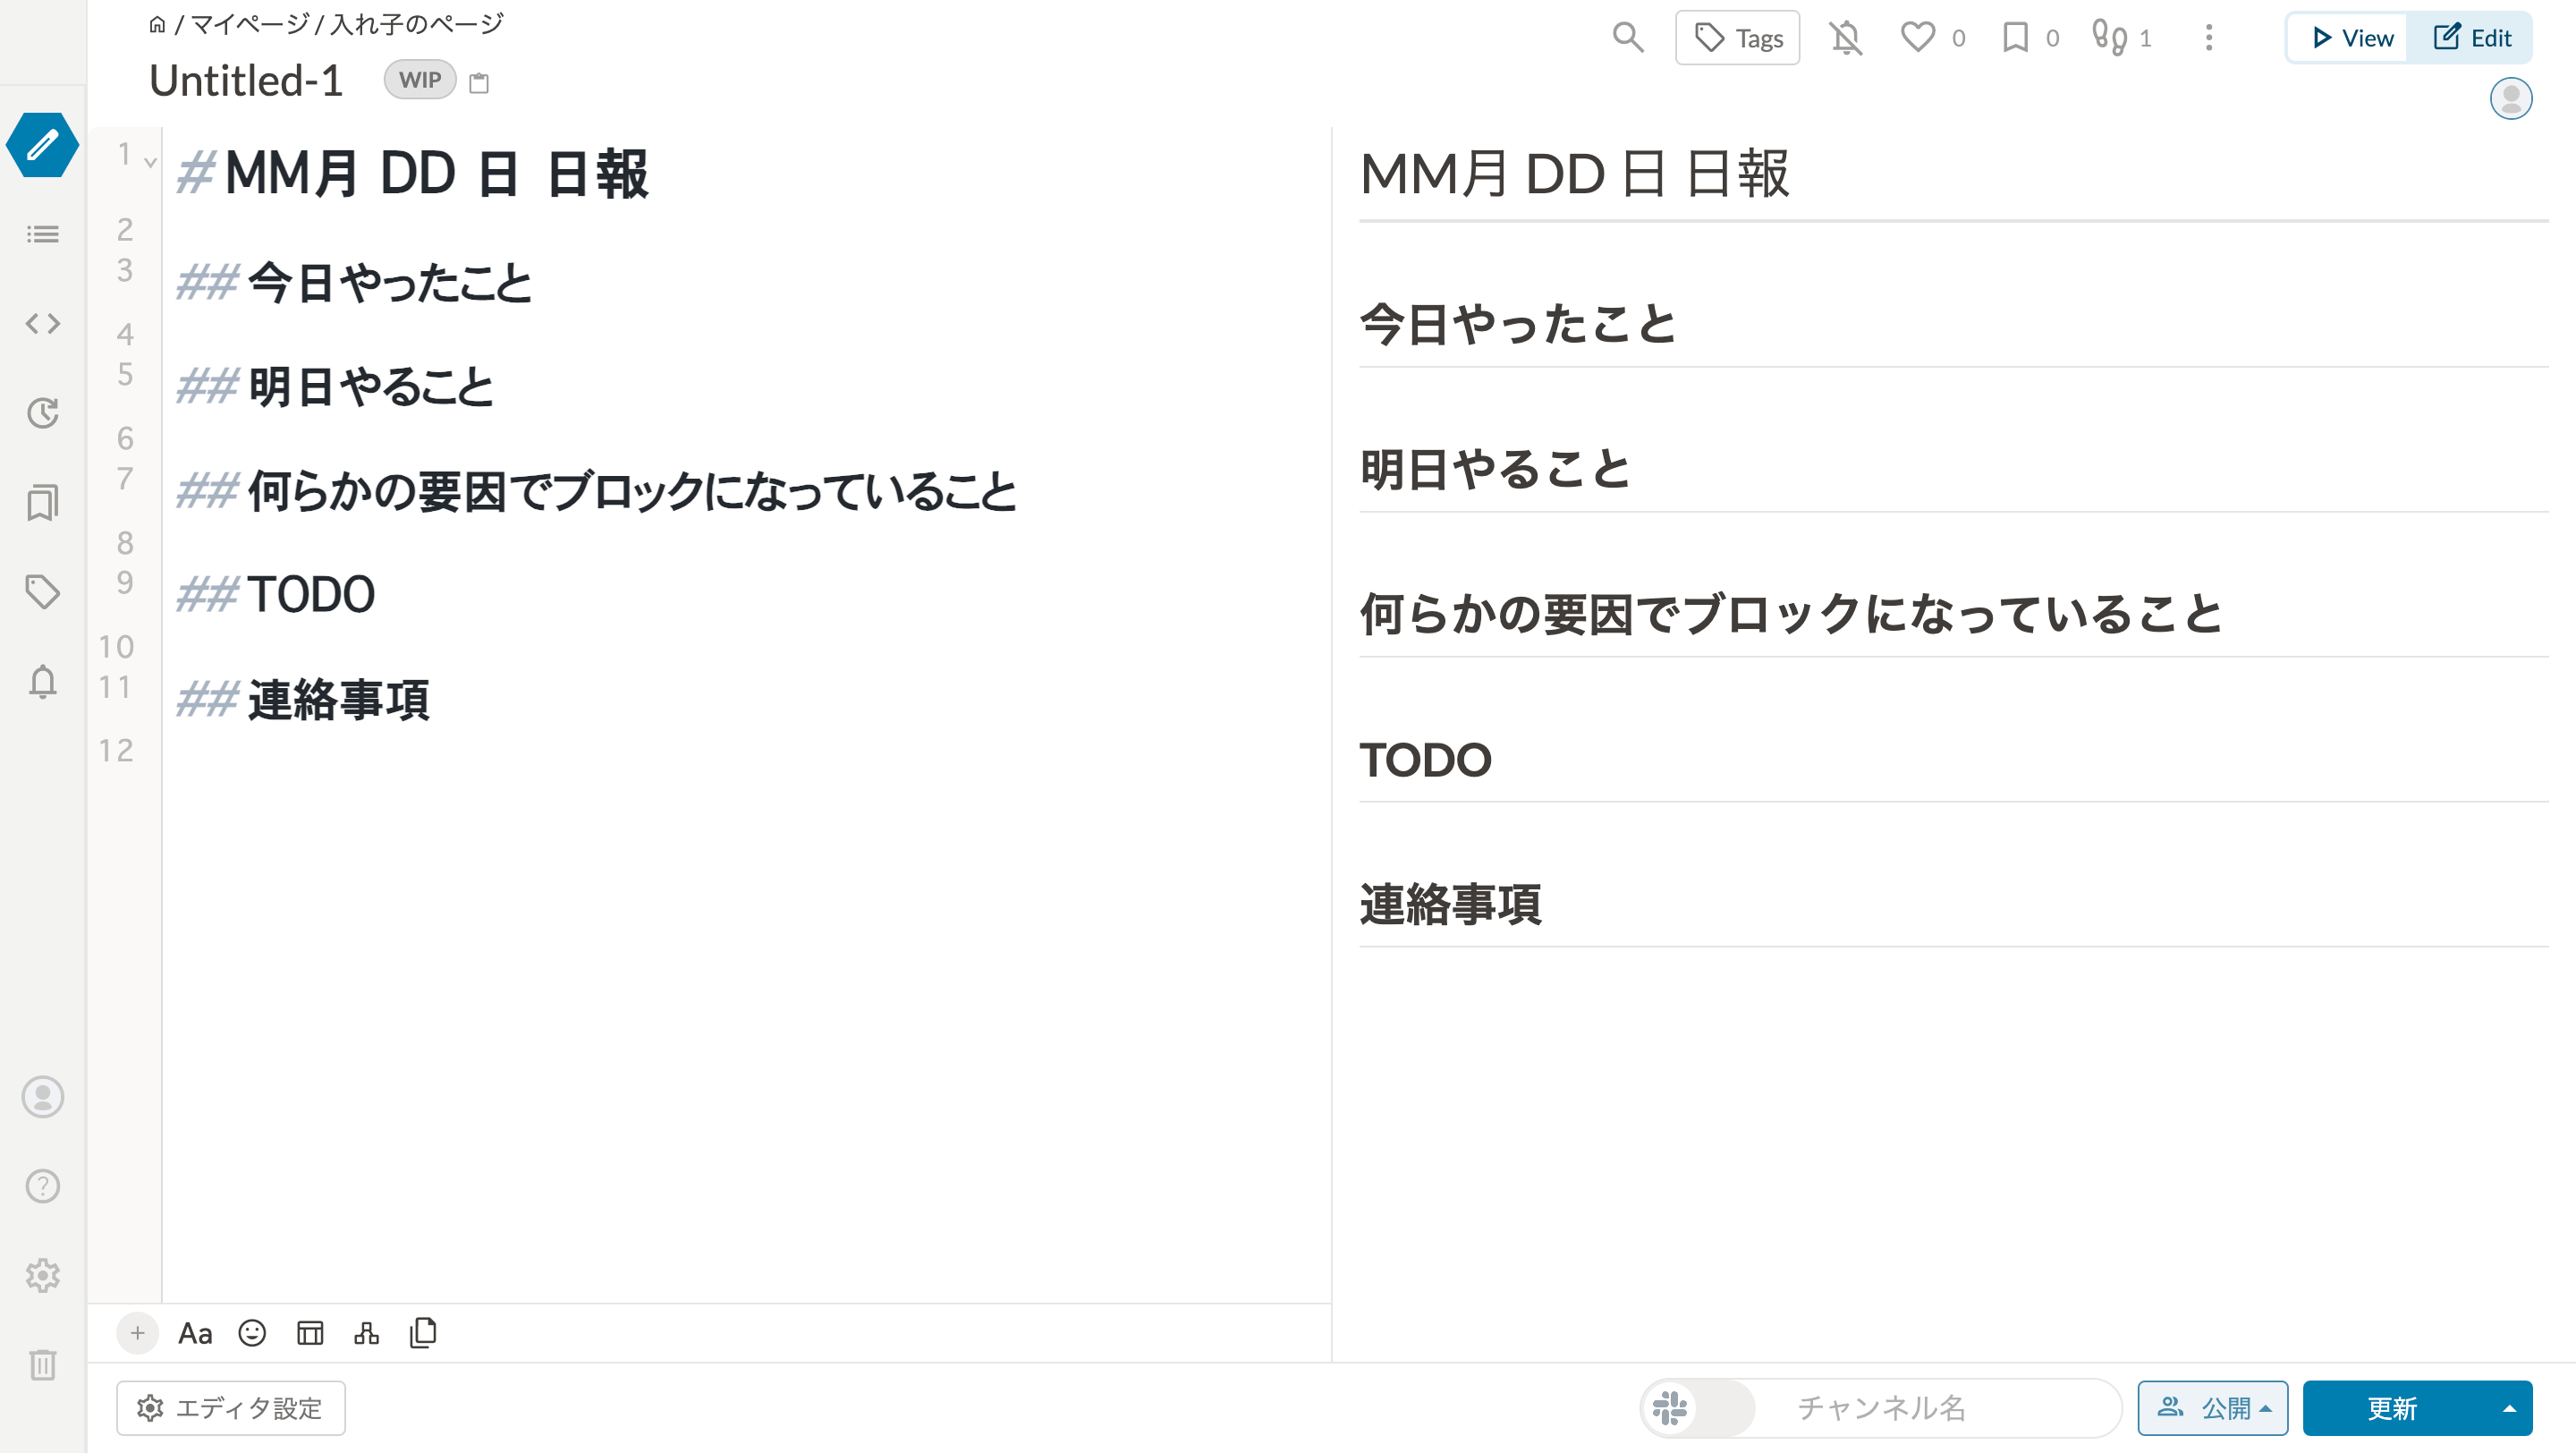 / マイページ / 入れ子のページ
Untitled-1 WIP
Tags 0 0 1 View Edit
1 # MM月 DD 日 日報
2
3 ## 今日やったこと
4
5 ## 明日やること
6
7 ## 何らかの要因でブロックになっていること
8
9 ## TODO
10
11 ## 連絡事項
12
MM月 DD 日 日報
今日やったこと
明日やること
何らかの要因でブロックになっていること
TODO
連絡事項
+ Aa
エディタ設定 チャンネル名 公開 更新